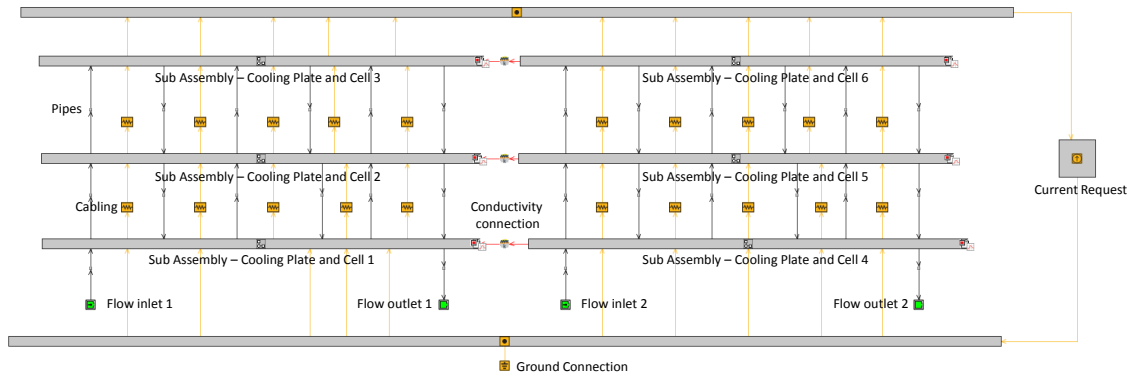 Sub Assembly – Cooling Plate and Cell 3
Sub Assembly – Cooling Plate and Cell 6
Pipes
Sub Assembly – Cooling Plate and Cell 2
Sub Assembly – Cooling Plate and Cell 5
Current Request
Cabling
Conductivity
connection
Sub Assembly – Cooling Plate and Cell 1
Sub Assembly – Cooling Plate and Cell 4
Flow inlet 1
Flow outlet 1
Flow inlet 2
Flow outlet 2
Ground Connection